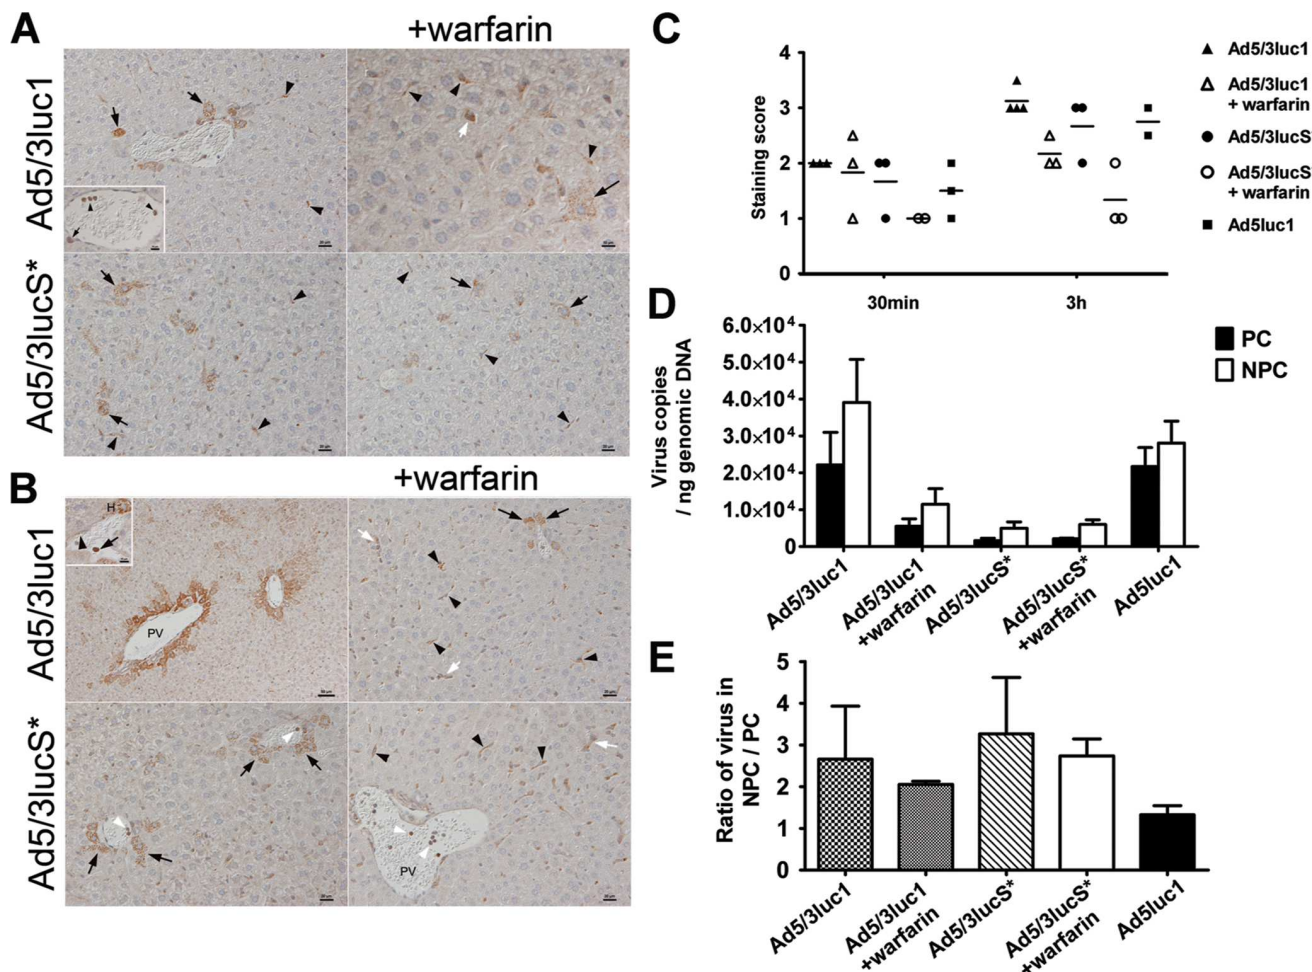 A
+warfarin
Ad5/3luc1
Ad5/3lucS*
B
+warfarin
Ad5/3luc1
H
PV
Ad5/3lucS*
PV
C
Staining score
4
3
2
1
0
30min
3h
Ad5/3luc1
Ad5/3luc1
+ warfarin
Ad5/3lucS
Ad5/3lucS
+ warfarin
Ad5luc1
D
Virus copies
/ ng genomic DNA
6.0×10⁴
5.0×10⁴
4.0×10⁴
3.0×10⁴
2.0×10⁴
1.0×10⁴
0
PC
NPC
Ad5/3luc1
Ad5/3luc1
+warfarin
Ad5/3lucS*
Ad5/3lucS*
+warfarin
Ad5luc1
E
Ratio of virus in
NPC / PC
5
4
3
2
1
0
Ad5/3luc1
Ad5/3luc1
+warfarin
Ad5/3lucS*
Ad5/3lucS*
+warfarin
Ad5luc1